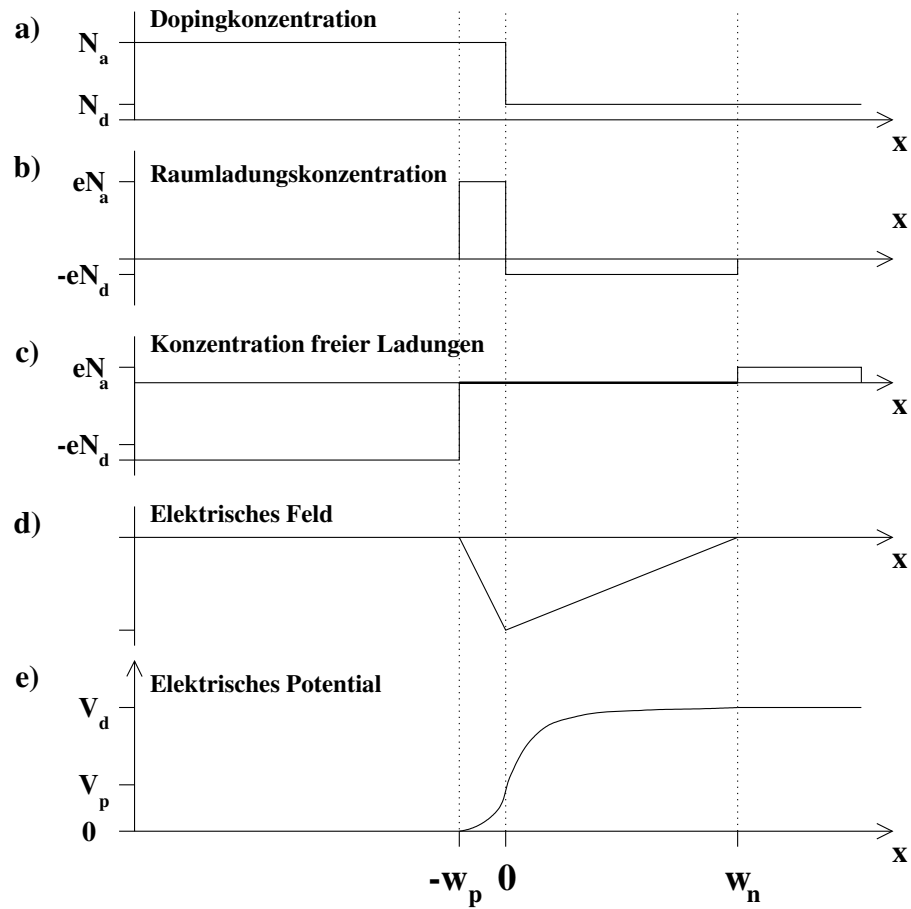 a) Dopingkonzentration
N_a
N_d
x
b) Raumladungskonzentration
eN_a
x
-eN_d
c) Konzentration freier Ladungen
eN_a
x
-eN_d
d) Elektrisches Feld
x
e) Elektrisches Potential
V_d
V_p
0
x
-w_p 0 w_n